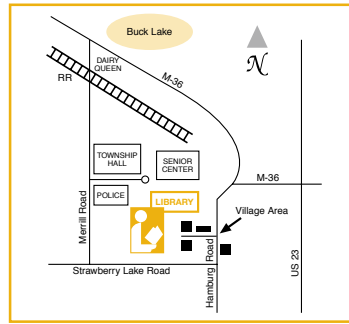 Buck Lake
DAIRY
QUEEN
RR
M-36
N
TOWNSHIP
HALL
SENIOR
CENTER
M-36
POLICE
LIBRARY
Village Area
Merrill Road
Hamburg Road
US 23
Strawberry Lake Road